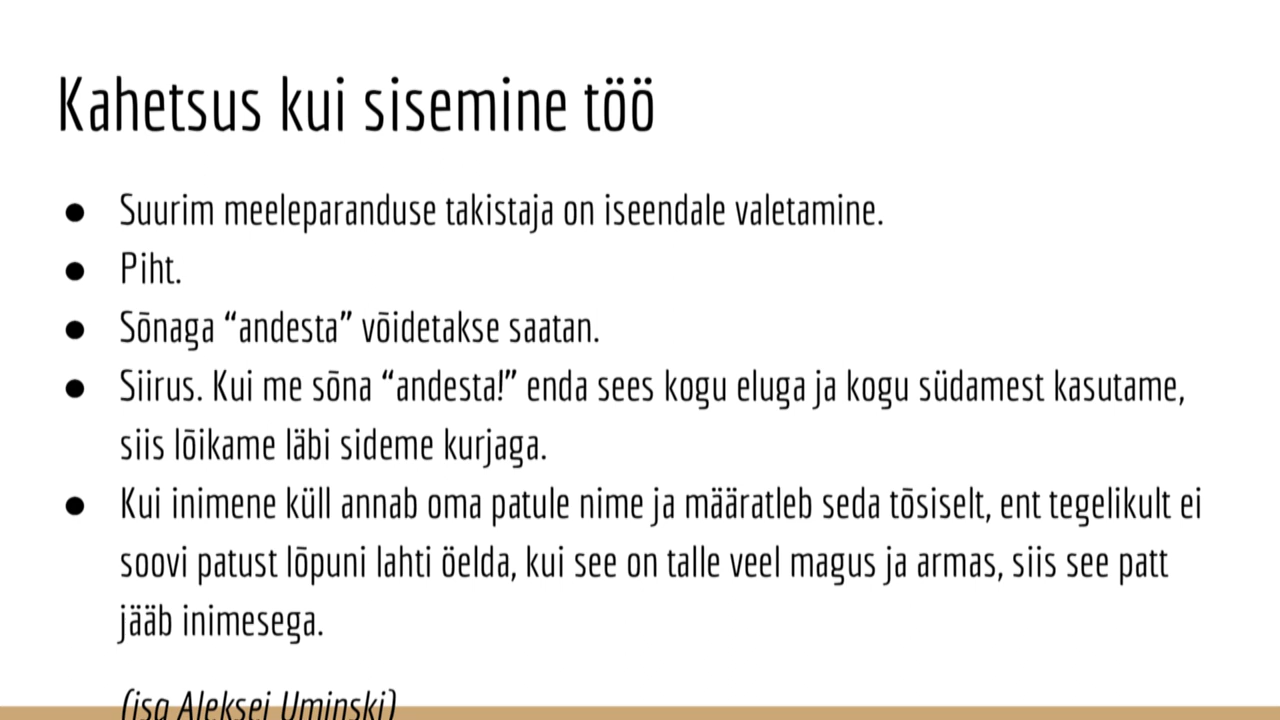 Kahetsus kui sisemine töö
● Suurim meeleparanduse takistaja on iseendale valetamine.
● Piht.
● Sõnaga “andesta” võidetakse saatan.
● Siirus. Kui me sõna “andesta!” enda sees kogu eluga ja kogu südamest kasutame,
siis lõikame läbi sideme kurjaga.
● Kui inimene küll annab oma patule nime ja määratleb seda tõsiselt, ent tegelikult ei
soovi patust lõpuni lahti öelda, kui see on talle veel magus ja armas, siis see patt
jääb inimesega.
(isa Aleksei Uminski)